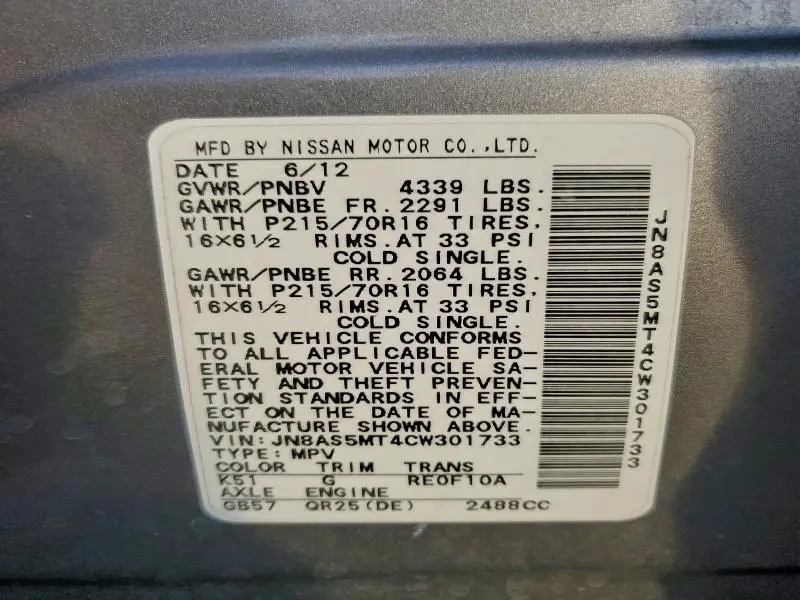 MFD BY NISSAN MOTOR CO.,LTD.
DATE 6/12
GVWR/PNBV 4339 LBS.
GAWR/PNBE FR. 2291 LBS.
WITH P215/70R16 TIRES,
16X6½ RIMS.AT 33 PSI
COLD SINGLE.
GAWR/PNBE RR. 2064 LBS.
WITH P215/70R16 TIRES,
16X6½ RIMS.AT 33 PSI
COLD SINGLE.
THIS VEHICLE CONFORMS
TO ALL APPLICABLE FED-
ERAL MOTOR VEHICLE SA-
FETY AND THEFT PREVEN-
TION STANDARDS IN EFF-
ECT ON THE DATE OF MA-
NUFACTURE SHOWN ABOVE.
VIN:JN8AS5MT4CW301733
TYPE:MPV
COLOR TRIM TRANS
K51 G RE0F10A
AXLE ENGINE
GB57 QR25(DE) 2488CC
JN8AS5MT4CW301733